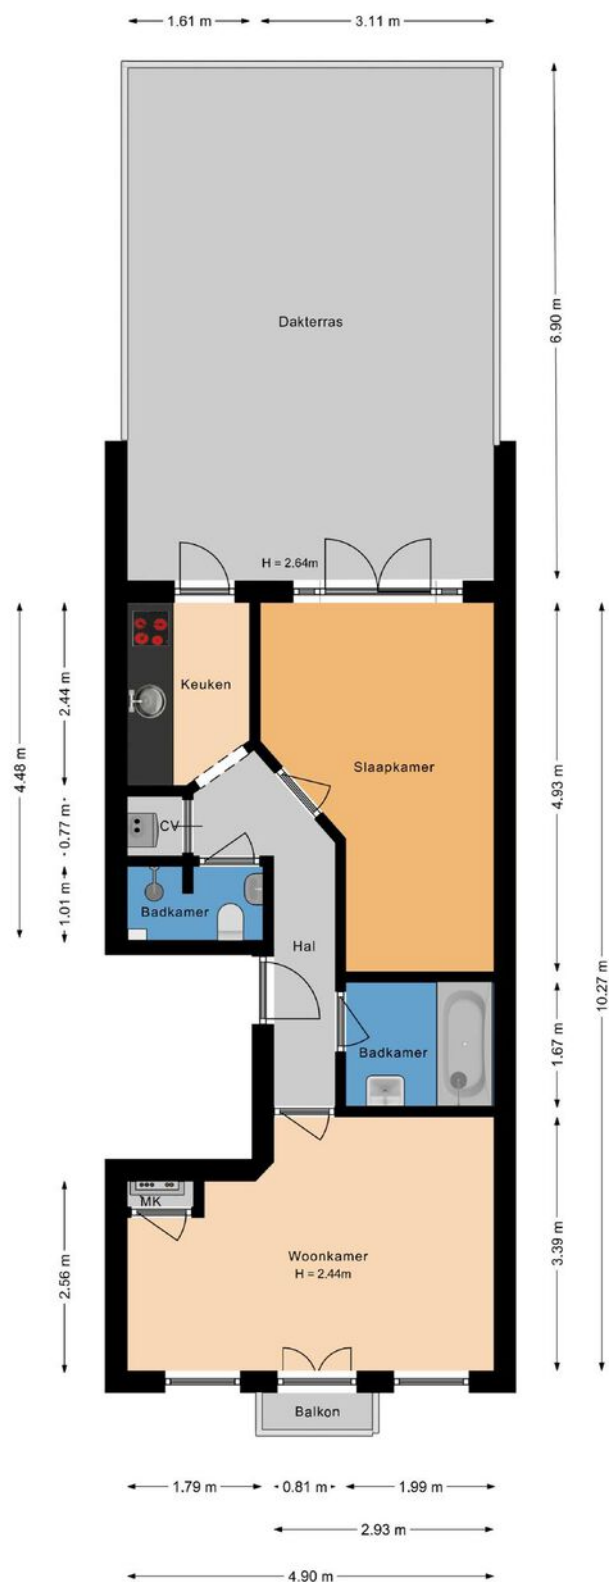 1.61 m
3.11 m
6.90 m
Dakterras
H = 2.64m
Keuken
2.44 m
Slaapkamer
4.48 m
4.93 m
CV
0.77 m
Badkamer
1.01 m
Hal
10.27 m
Badkamer
1.67 m
MK
Woonkamer
H = 2.44m
3.39 m
2.56 m
Balkon
1.79 m
0.81 m
1.99 m
2.93 m
4.90 m